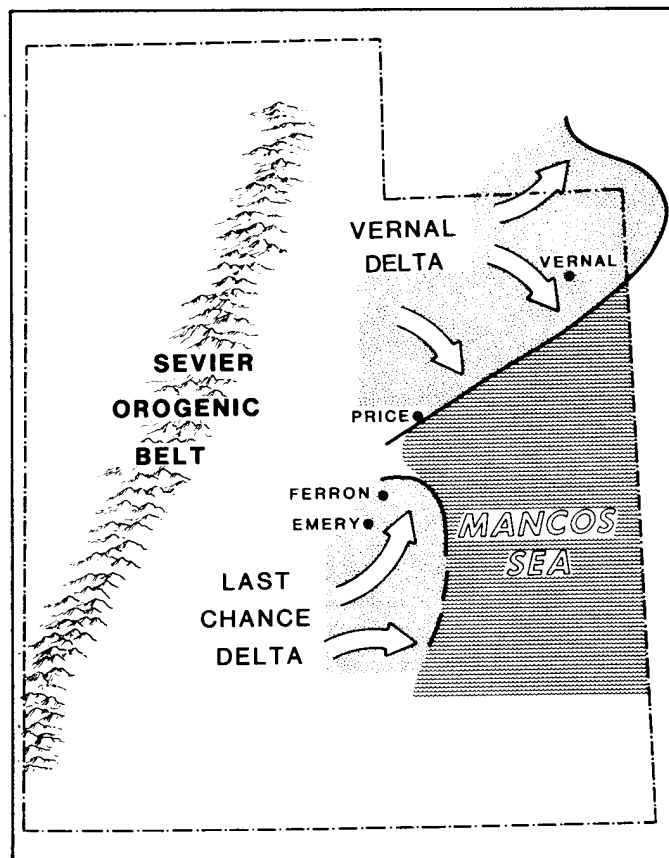 VERNAL
DELTA
VERNAL
SEVIER
OROGENIC
BELT
PRICE
FERRON
EMERY
MANCOS
SEA
LAST
CHANCE
DELTA